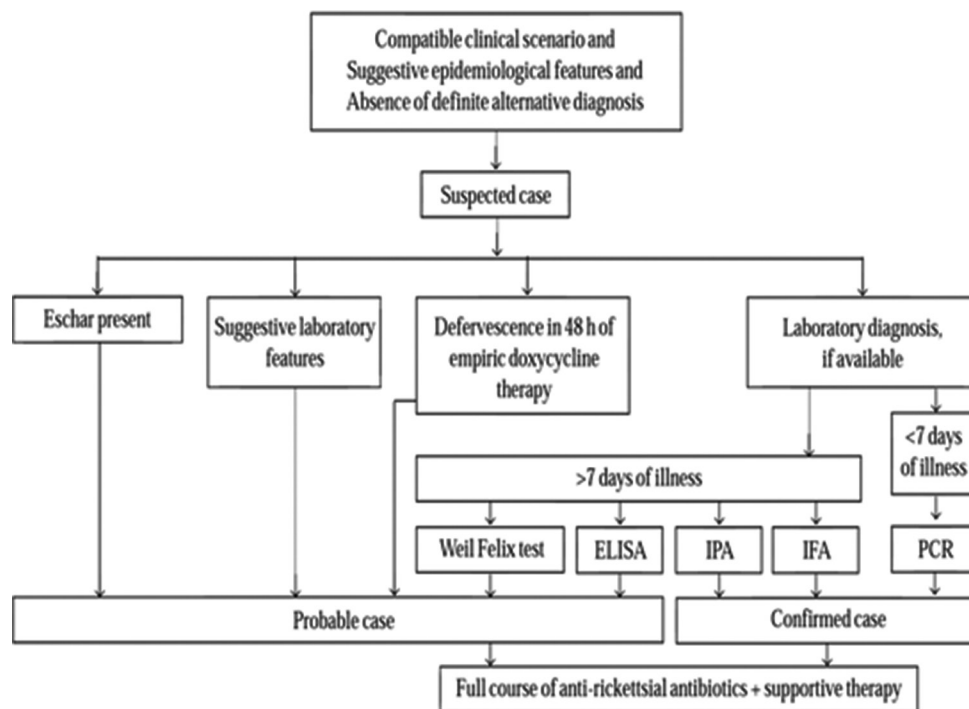 Compatible clinical scenario and
Suggestive epidemiological features and
Absence of definite alternative diagnosis
Suspected case
Eschar present
Suggestive laboratory
features
Defervescence in 48 h of
empiric doxycycline
therapy
Laboratory diagnosis,
if available
<7 days
of illness
>7 days of illness
Weil Felix test
ELISA
IPA
IFA
PCR
Probable case
Confirmed case
Full course of anti-rickettsial antibiotics + supportive therapy